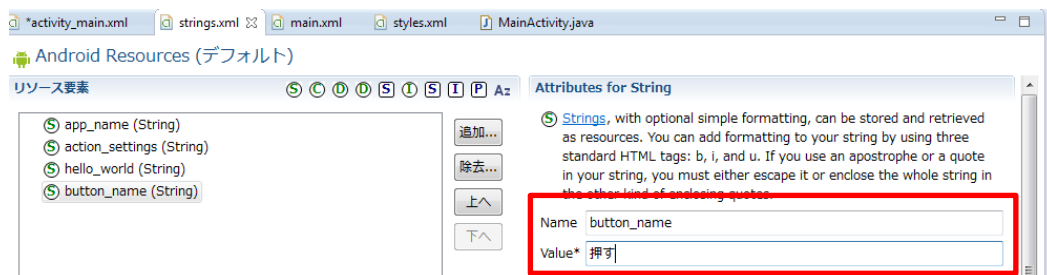 *activity_main.xml strings.xml main.xml styles.xml MainActivity.java
Android Resources (デフォルト)
リソース要素 S C D D S I S I P Az
S app_name (String)
S action_settings (String)
S hello_world (String)
S button_name (String)
追加...
除去...
上へ
下へ
Attributes for String
S Strings, with optional simple formatting, can be stored and retrieved
as resources. You can add formatting to your string by using three
standard HTML tags: b, i, and u. If you use an apostrophe or a quote
in your string, you must either escape it or enclose the whole string in
the other kind of enclosing quotes.
Name button_name
Value* 押す